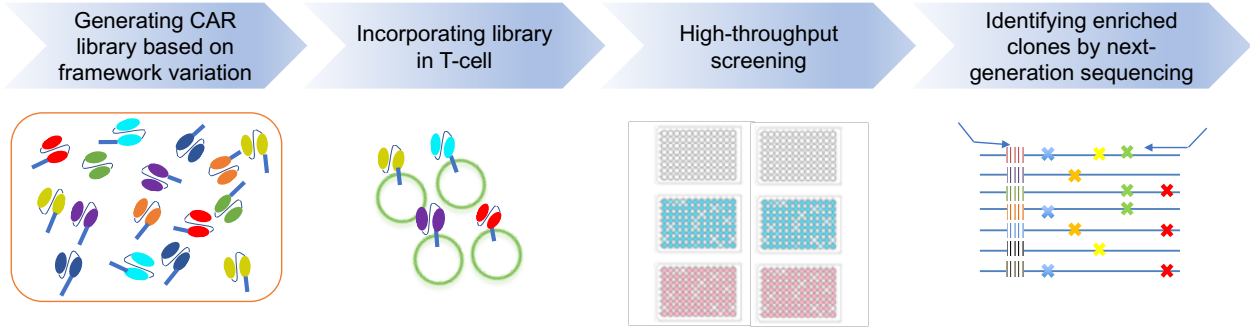 Generating CAR
library based on
framework variation
Incorporating library
in T-cell
High-throughput
screening
Identifying enriched
clones by next-
generation sequencing